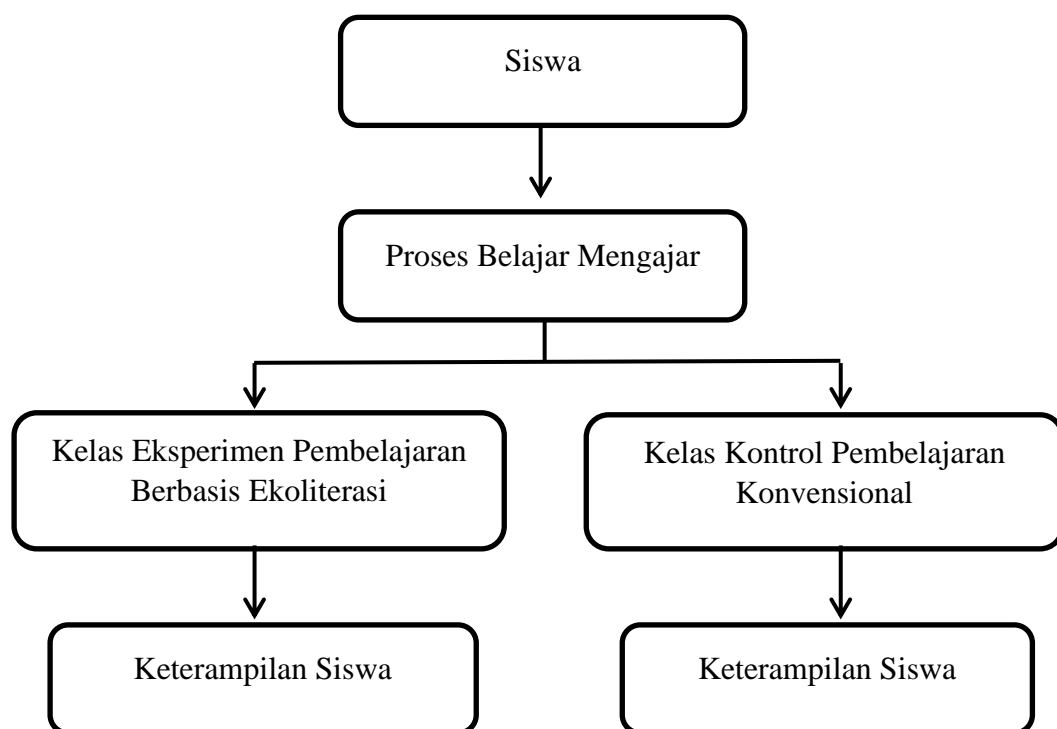 Siswa
Proses Belajar Mengajar
Kelas Eksperimen Pembelajaran
Berbasis Ekoliterasi
Kelas Kontrol Pembelajaran
Konvensional
Keterampilan Siswa
Keterampilan Siswa